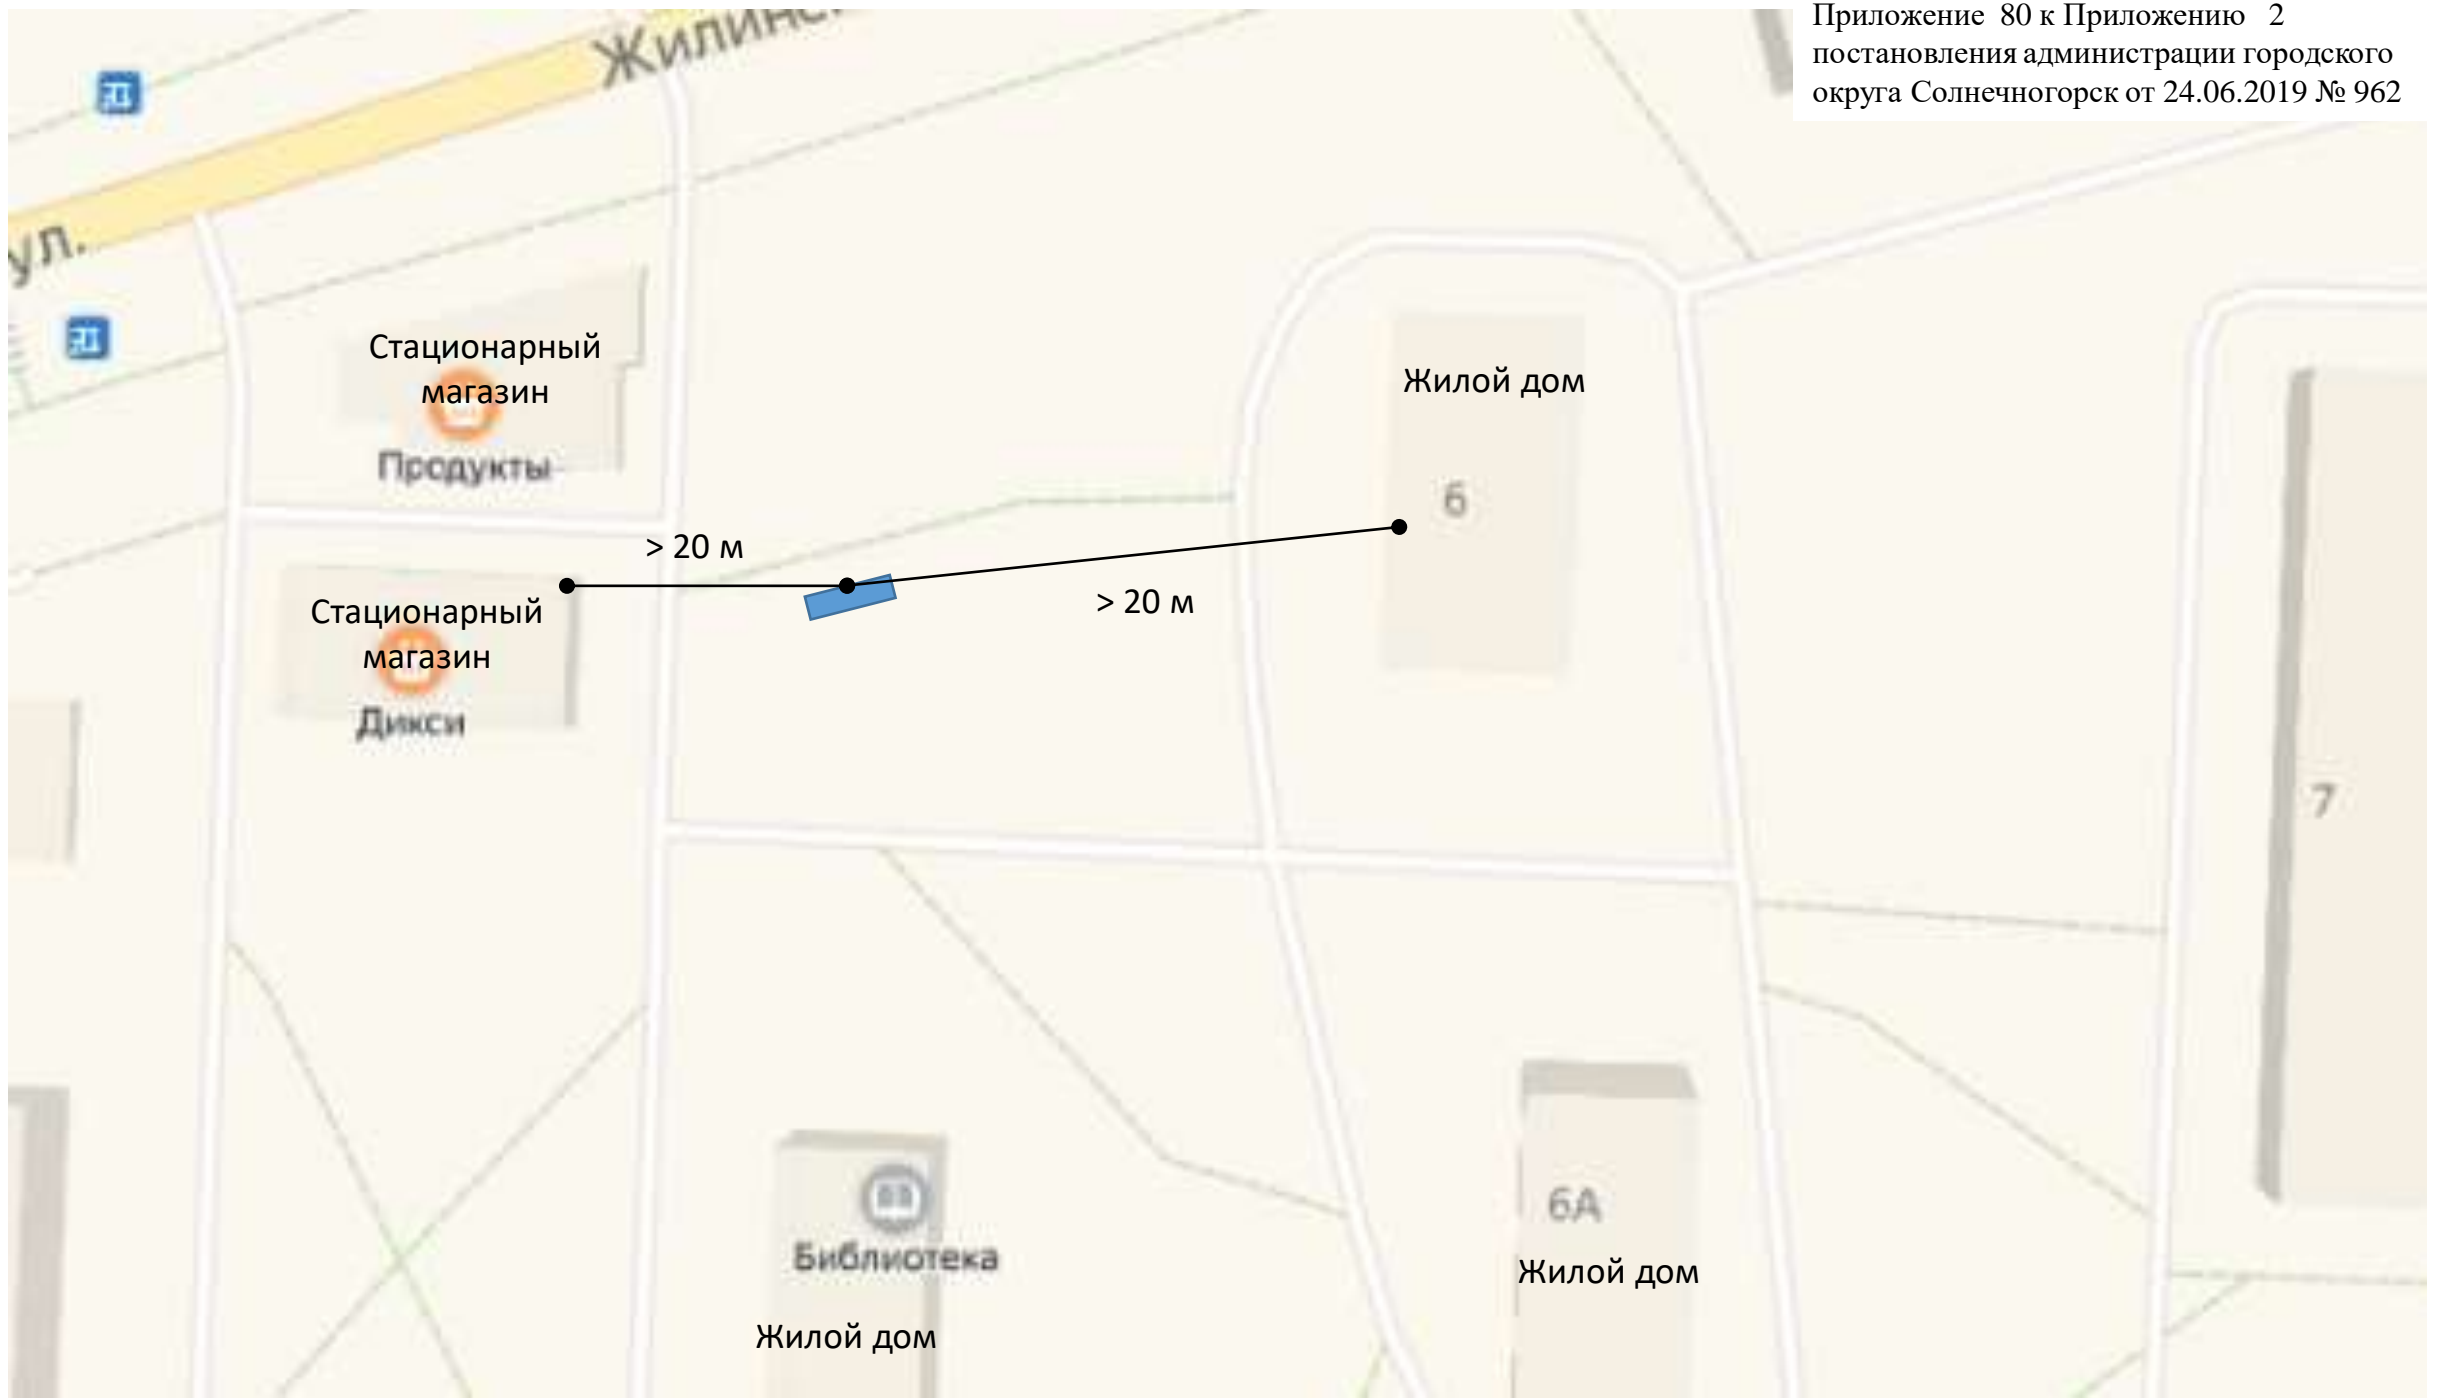 Приложение 80 к Приложению 2
постановления администрации городского
округа Солнечногорск от 24.06.2019 № 962
ул.
Стационарный
магазин
Продукты
Жилой дом
6
> 20 м
> 20 м
Стационарный
магазин
Дикси
7
Библиотека
Жилой дом
6А
Жилой дом